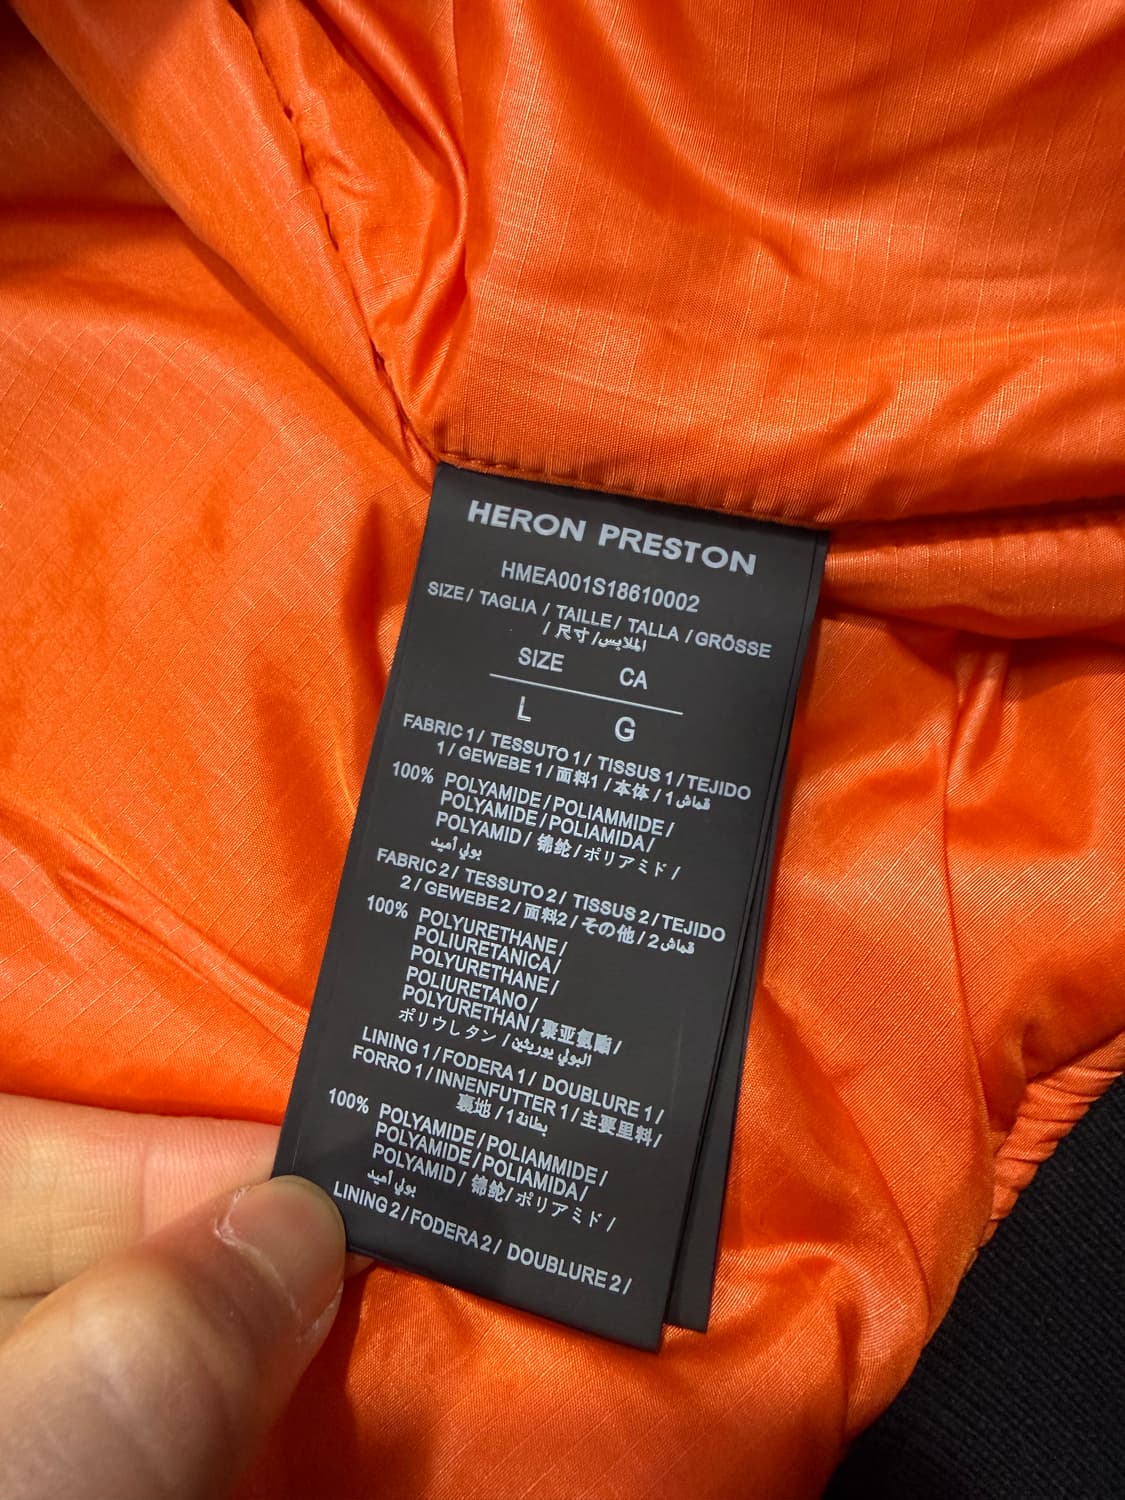 HERON PRESTON
HMEA001S18610002
SIZE / TAGLIA / TAILLE / TALLA / GRÖSSE
/ 尺寸 / الملابس
SIZE CA
L G
FABRIC 1 / TESSUTO 1 / TISSUS 1 / TEJIDO
1 / GEWEBE 1 / 面料1 / 本体 / 1 قماش
100% POLYAMIDE / POLIAMMIDE /
POLYAMIDE / POLIAMIDA /
POLYAMID / 锦纶 / ポリアミド /
بولي أميد
FABRIC 2 / TESSUTO 2 / TISSUS 2 / TEJIDO
2 / GEWEBE 2 / 面料2 / その他 / 2 قماش
100% POLYURETHANE /
POLIURETANICA /
POLYURETHANE /
POLIURETANO /
POLYURETHAN / 聚亚氨酯 /
ポリウレタン / البولي يوريثين
LINING 1 / FODERA 1 / DOUBLURE 1 /
FORRO 1 / INNENFUTTER 1 / 主要里料 /
裏地 / 1 بطانة
100% POLYAMIDE / POLIAMMIDE /
POLYAMIDE / POLIAMIDA /
POLYAMID / 锦纶 / ポリアミド /
بولي أميد
LINING 2 / FODERA 2 / DOUBLURE 2 /